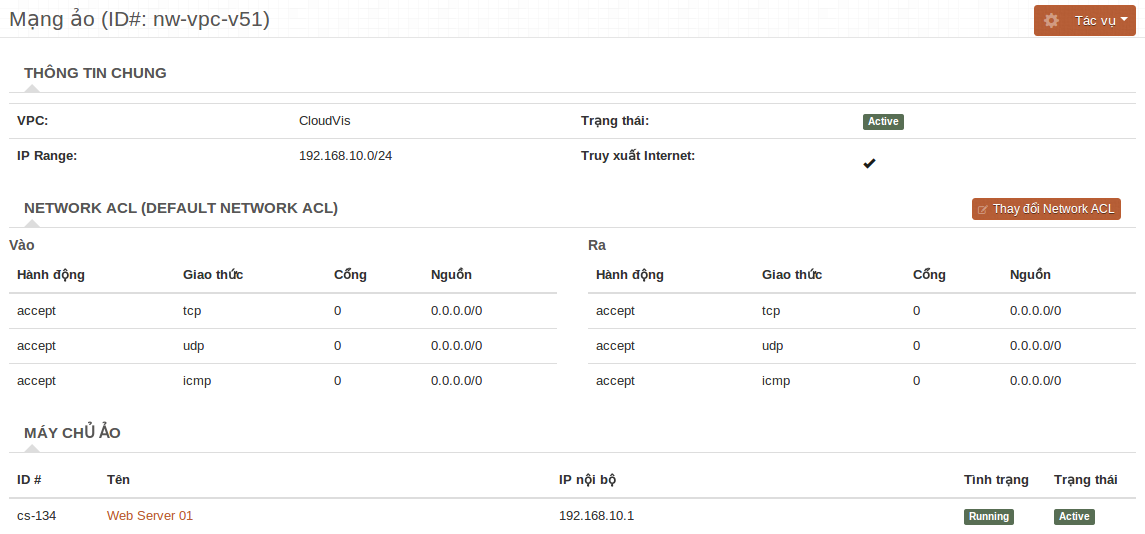 Mạng ảo (ID#: nw-vpc-v51)
Tác vụ
THÔNG TIN CHUNG
VPC: CloudVis Trạng thái: Active
IP Range: 192.168.10.0/24 Truy xuất Internet:
NETWORK ACL (DEFAULT NETWORK ACL)
Thay đổi Network ACL
Vào
Hành động Giao thức Cổng Nguồn
accept tcp 0 0.0.0.0/0
accept udp 0 0.0.0.0/0
accept icmp 0 0.0.0.0/0
Ra
Hành động Giao thức Cổng Nguồn
accept tcp 0 0.0.0.0/0
accept udp 0 0.0.0.0/0
accept icmp 0 0.0.0.0/0
MÁY CHỦ ẢO
ID # Tên IP nội bộ Tình trạng Trạng thái
cs-134 Web Server 01 192.168.10.1 Running Active